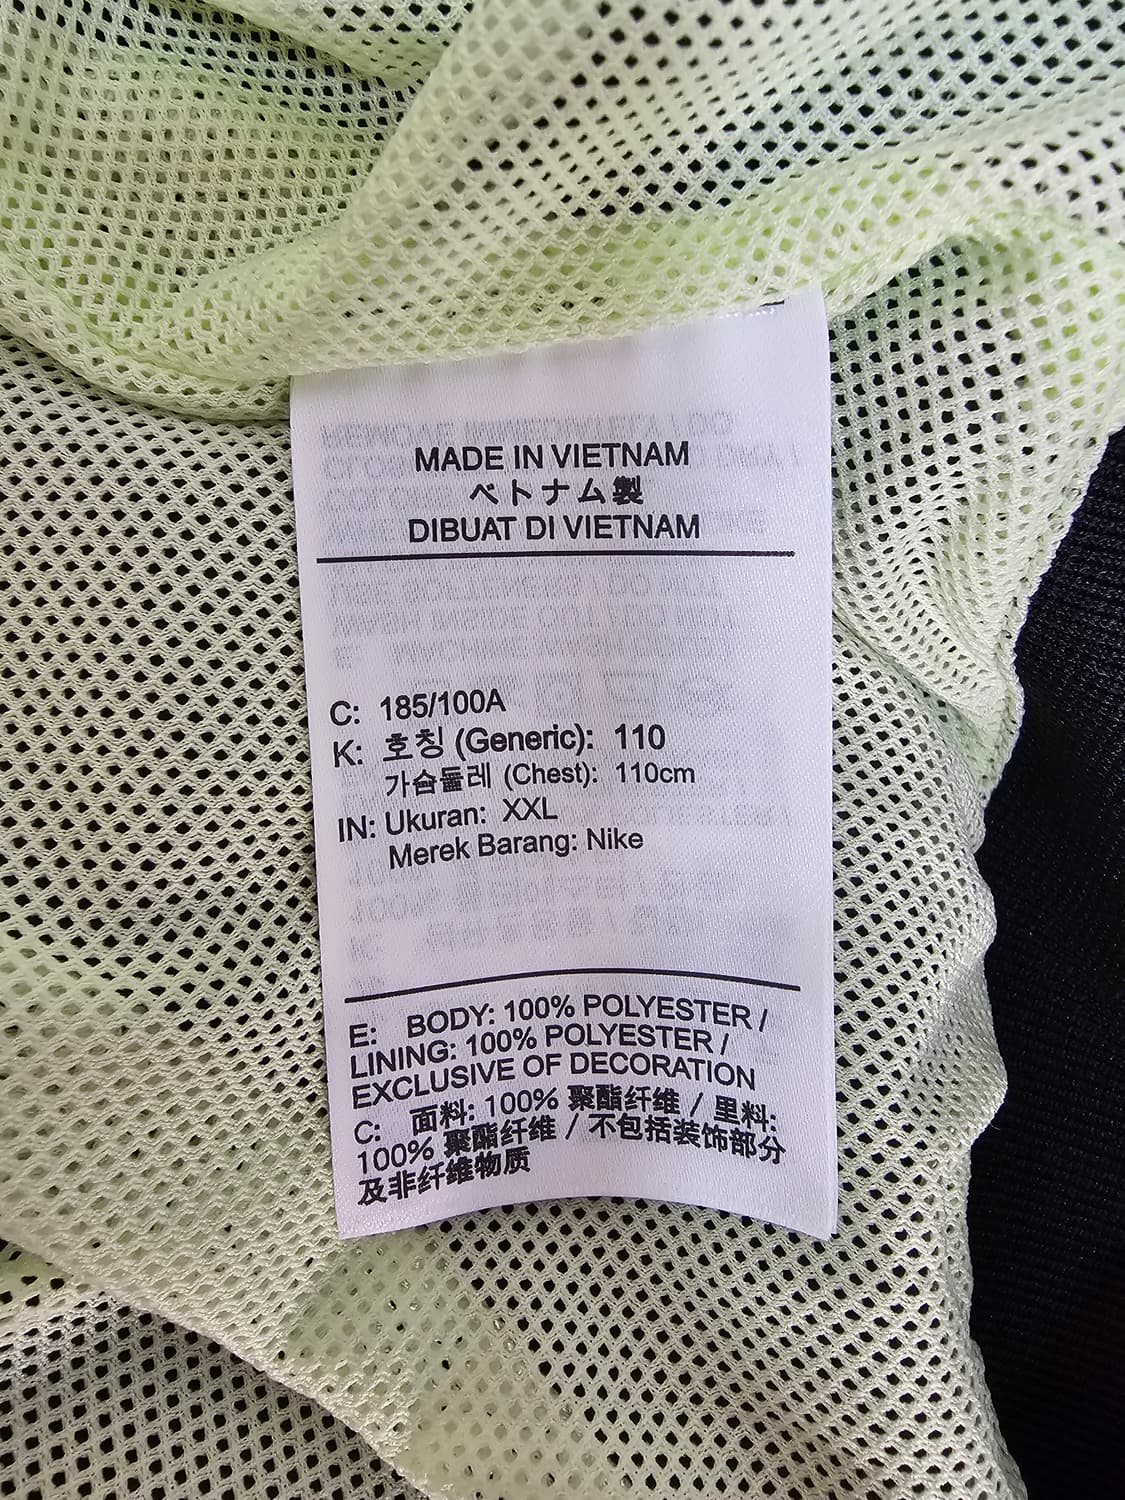 MADE IN VIETNAM
ベトナム製
DIBUAT DI VIETNAM
C: 185/100A
K: 호칭 (Generic): 110
가슴둘레 (Chest): 110cm
IN: Ukuran: XXL
Merek Barang: Nike
E: BODY: 100% POLYESTER /
LINING: 100% POLYESTER /
EXCLUSIVE OF DECORATION
C: 面料: 100% 聚酯纤维 / 里料:
100% 聚酯纤维 / 不包括装饰部分
及非纤维物质